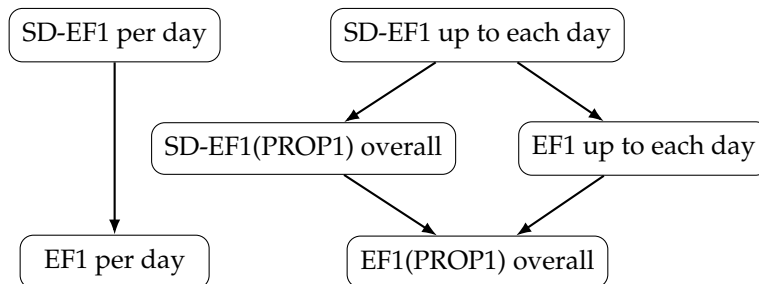 SD-EF1 per day
SD-EF1 up to each day
SD-EF1(PROP1) overall
EF1 up to each day
EF1 per day
EF1(PROP1) overall